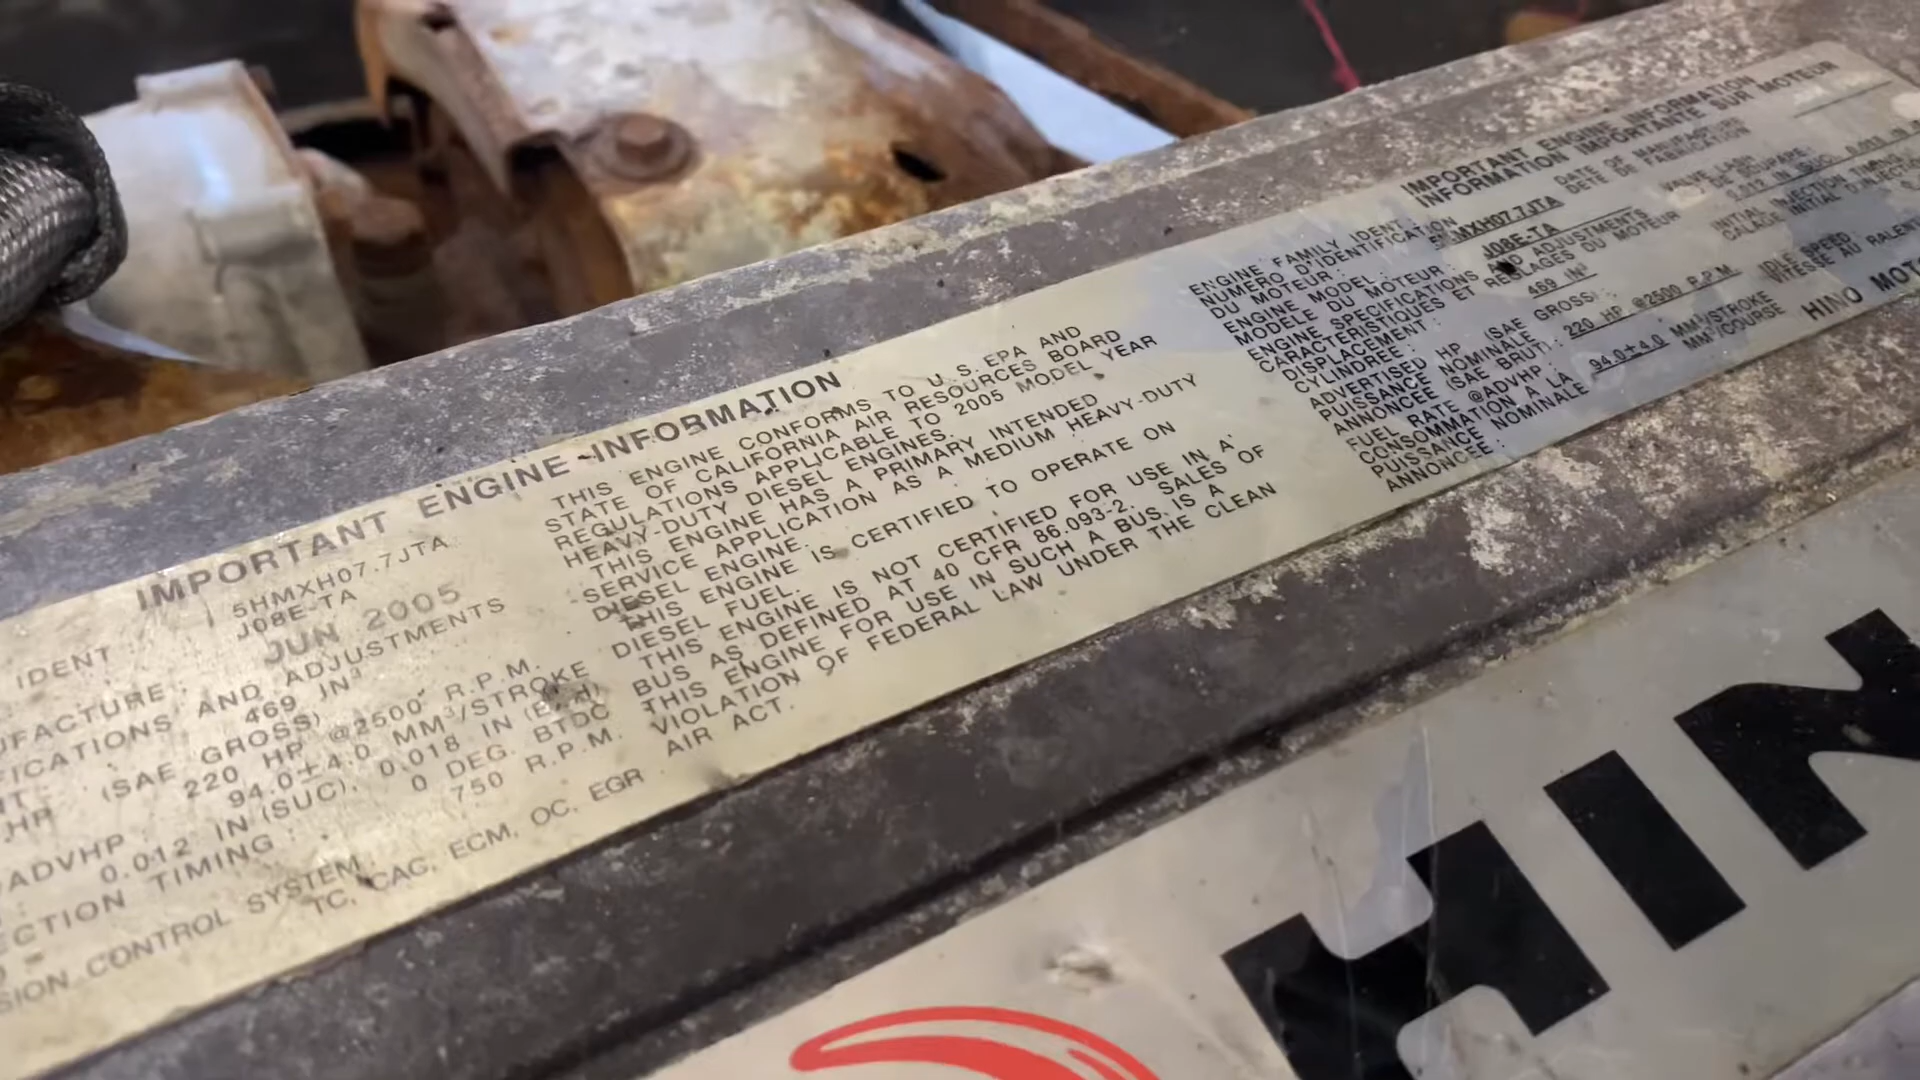 IMPORTANT ENGINE INFORMATION
IDENT :
5HMXH07.7JTA
J08E-TA
JUN 2005
AND ADJUSTMENTS
469 IN³
(SAE GROSS)
220 HP @2500 R.P.M.
ADVHP :
94.0±4.0 MM³/STROKE
0.012 IN (SUC), 0.018 IN (EXH)
TIMING :
0 DEG. BTDC
750 R.P.M.
CONTROL SYSTEM :
TC, CAC, ECM, OC, EGR
THIS ENGINE CONFORMS TO U.S. EPA AND
STATE OF CALIFORNIA AIR RESOURCES BOARD
REGULATIONS APPLICABLE TO 2005 MODEL YEAR
HEAVY-DUTY DIESEL ENGINES.
THIS ENGINE HAS A PRIMARY INTENDED
SERVICE APPLICATION AS A MEDIUM HEAVY-DUTY
DIESEL ENGINE.
THIS ENGINE IS CERTIFIED TO OPERATE ON
DIESEL FUEL.
THIS ENGINE IS NOT CERTIFIED FOR USE IN A
BUS AS DEFINED AT 40 CFR 86.093-2. SALES OF
THIS ENGINE FOR USE IN SUCH A BUS IS A
VIOLATION OF FEDERAL LAW UNDER THE CLEAN
AIR ACT.
IMPORTANT ENGINE INFORMATION
INFORMATION IMPORTANTE SUR MOTEUR
ENGINE FAMILY IDENT.
NUMERO D'IDENTIFICATION
DU MOTEUR :
MXH07.7JTA
ENGINE MODEL :
MODELE DU MOTEUR
J08E-TA
ENGINE SPECIFICATIONS AND ADJUSTMENTS
CARACTERISTIQUES ET REGLAGES DU MOTEUR
DISPLACEMENT :
CYLINDREE :
469 IN³
ADVERTISED HP (SAE GROSS)
PUISSANCE NOMINALE
ANNONCEE (SAE BRUT) :
220 HP @2500 R.P.M
FUEL RATE @ADVHP :
CONSOMMATION A LA
PUISSANCE NOMINALE
ANNONCEE :
94.0±4.0 MM³/STROKE
MM³/COURSE
DATE OF MANUFACTURE
DETE DE FABRICATION
VALVE LASH
INITIAL INJECTION TIMING
IDLE SPEED
VITESSE AU RALENTI
HINO